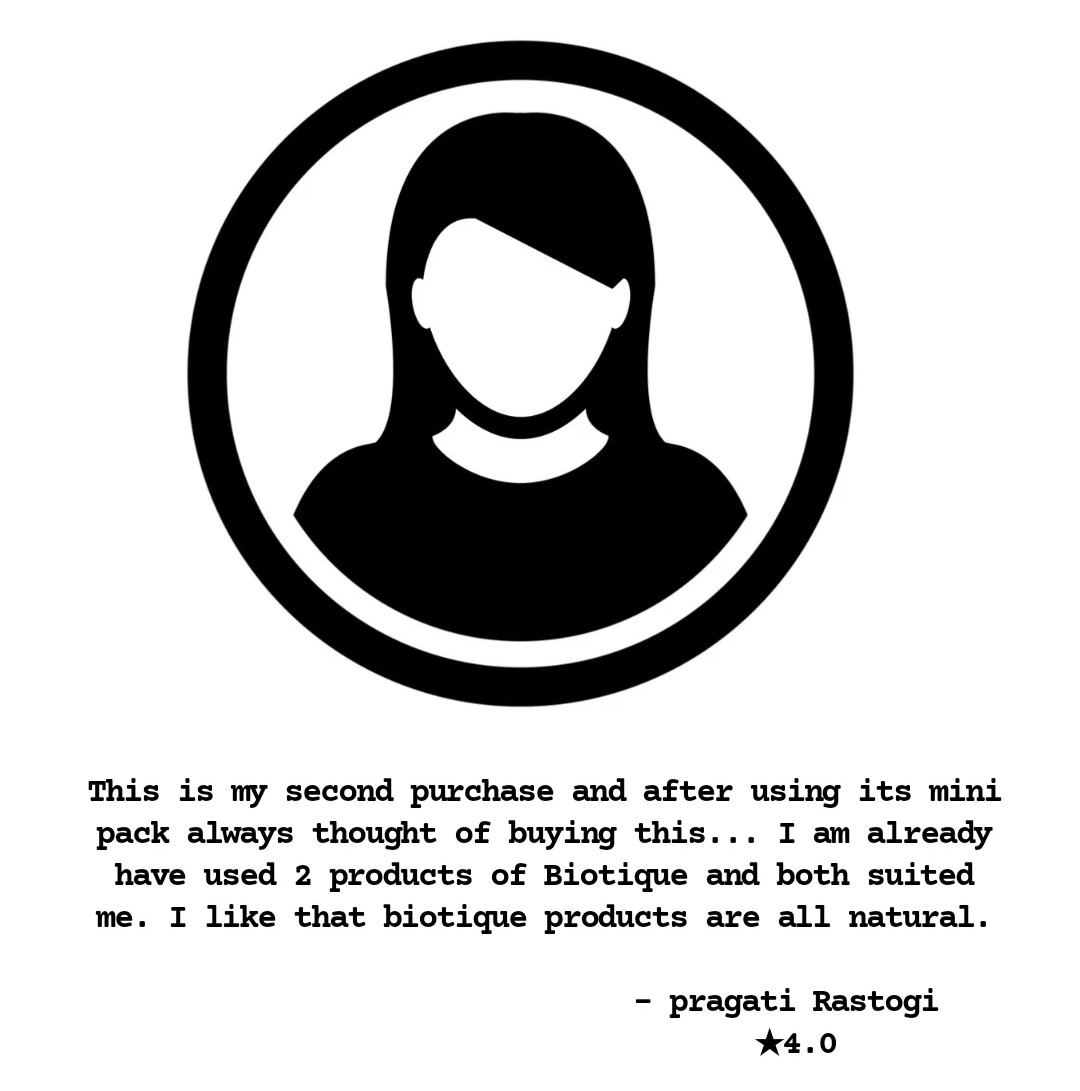 This is my second purchase and after using its mini
pack always thought of buying this... I am already
have used 2 products of Biotique and both suited
me. I like that biotique products are all natural.
- pragati Rastogi
★4.0